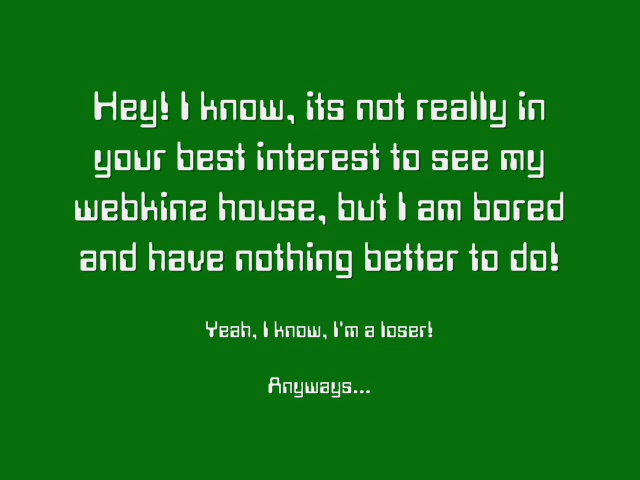 Hey! I know, its not really in
your best interest to see my
webkinz house, but I am bored
and have nothing better to do!
Yeah, I know, I'm a loser!
Anyways...